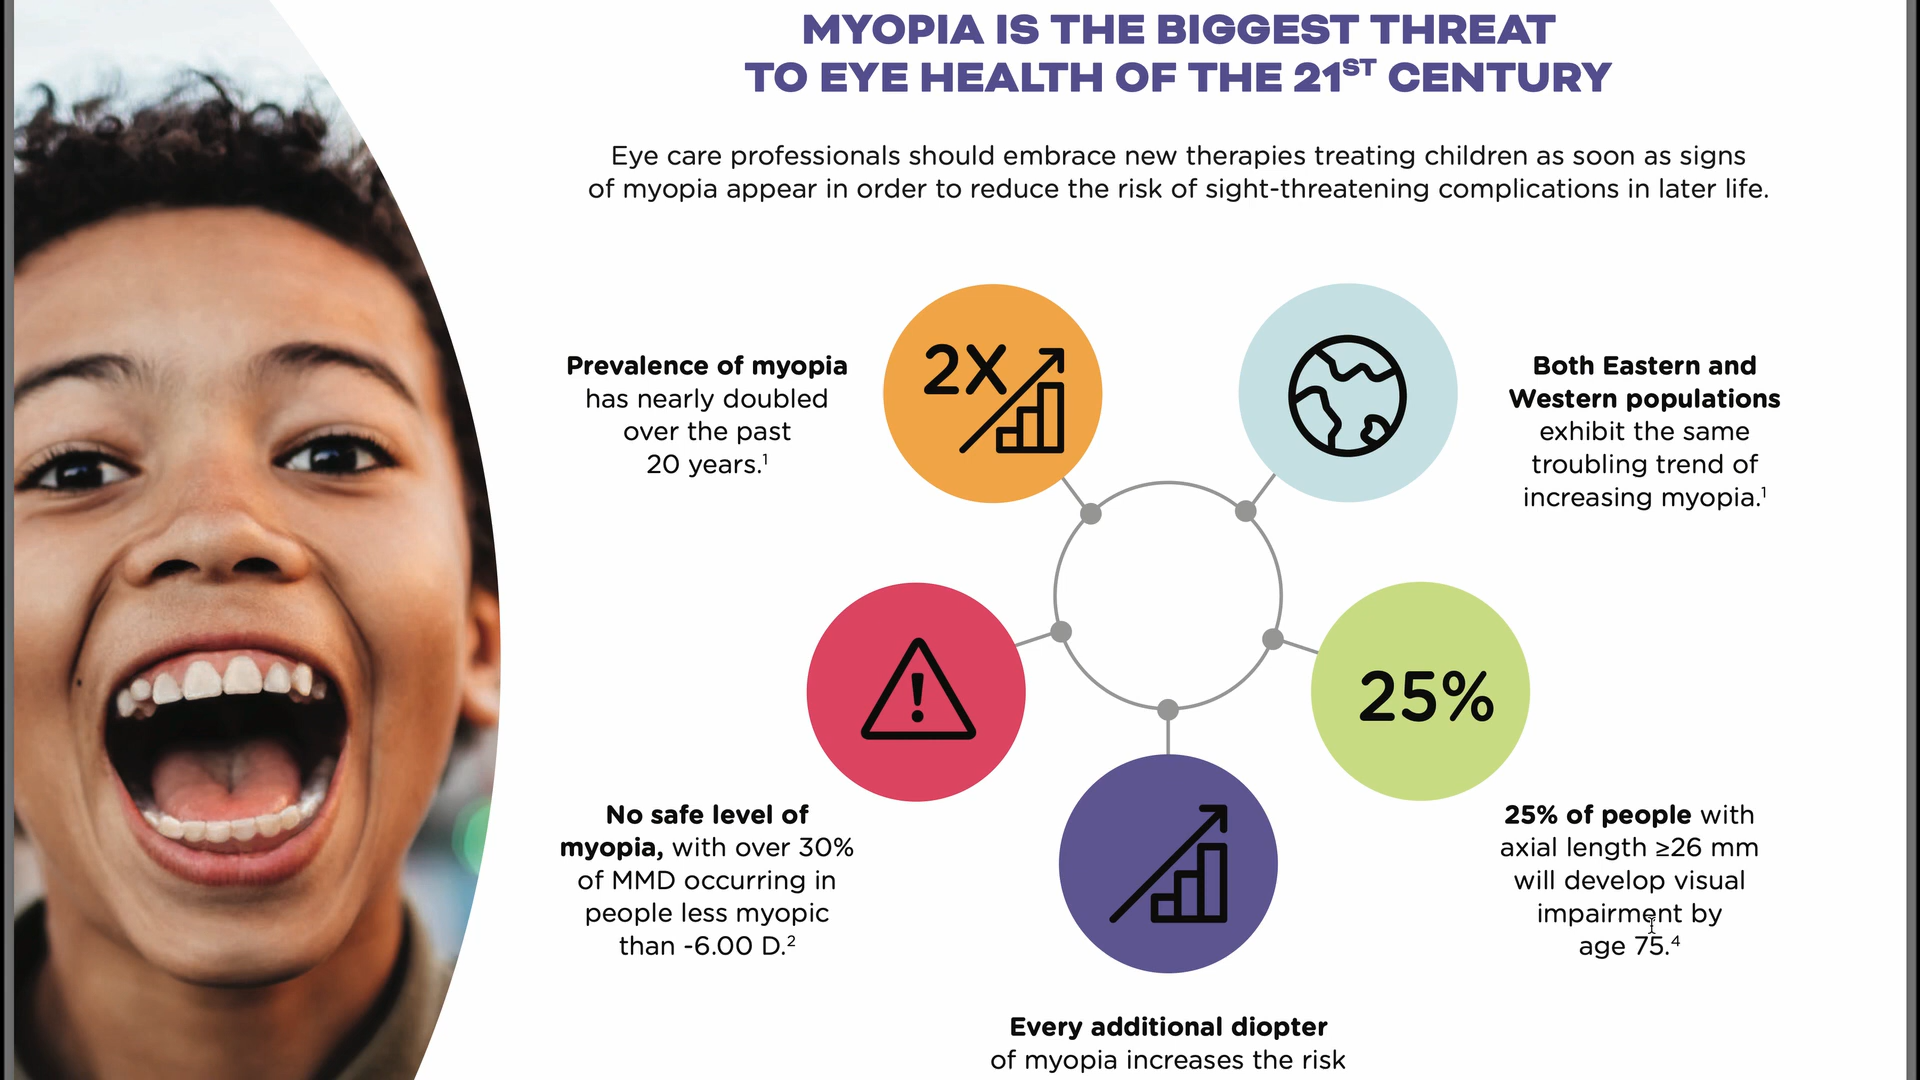 MYOPIA IS THE BIGGEST THREAT
TO EYE HEALTH OF THE 21ST CENTURY
Eye care professionals should embrace new therapies treating children as soon as signs
of myopia appear in order to reduce the risk of sight-threatening complications in later life.
2X
Prevalence of myopia
has nearly doubled
over the past
20 years.¹
Both Eastern and
Western populations
exhibit the same
troubling trend of
increasing myopia.¹
!
25%
No safe level of
myopia, with over 30%
of MMD occurring in
people less myopic
than -6.00 D.²
25% of people with
axial length ≥26 mm
will develop visual
impairment by
age 75.⁴
Every additional diopter
of myopia increases the risk